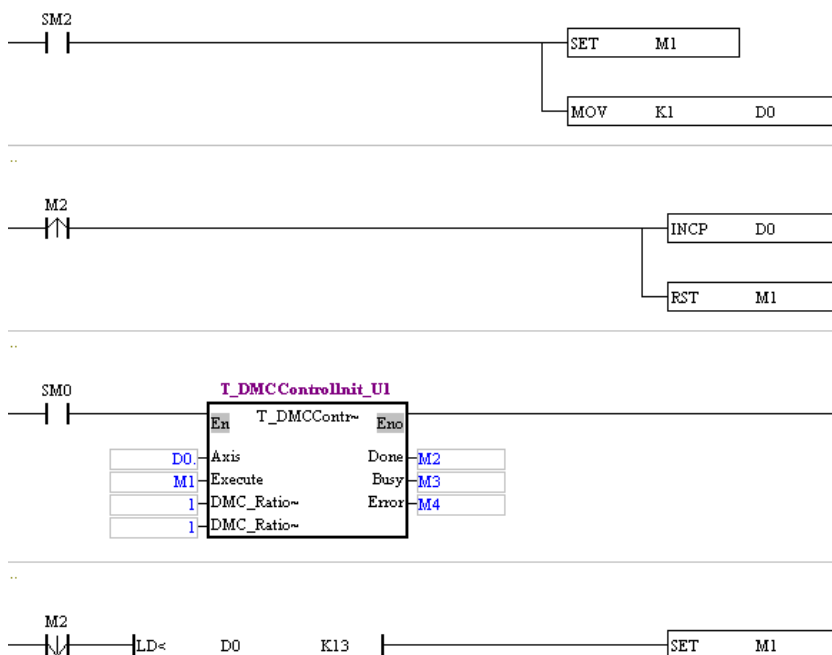 SM2
SET M1
MOV K1 D0
..
M2
INCP D0
RST M1
..
SM0
T_DMCControlInit_U1
En T_DMCContr~ Eno
D0. Axis Done M2
M1 Execute Busy M3
1 DMC_Ratio~ Error M4
1 DMC_Ratio~
..
M2
LD< D0 K13 SET M1